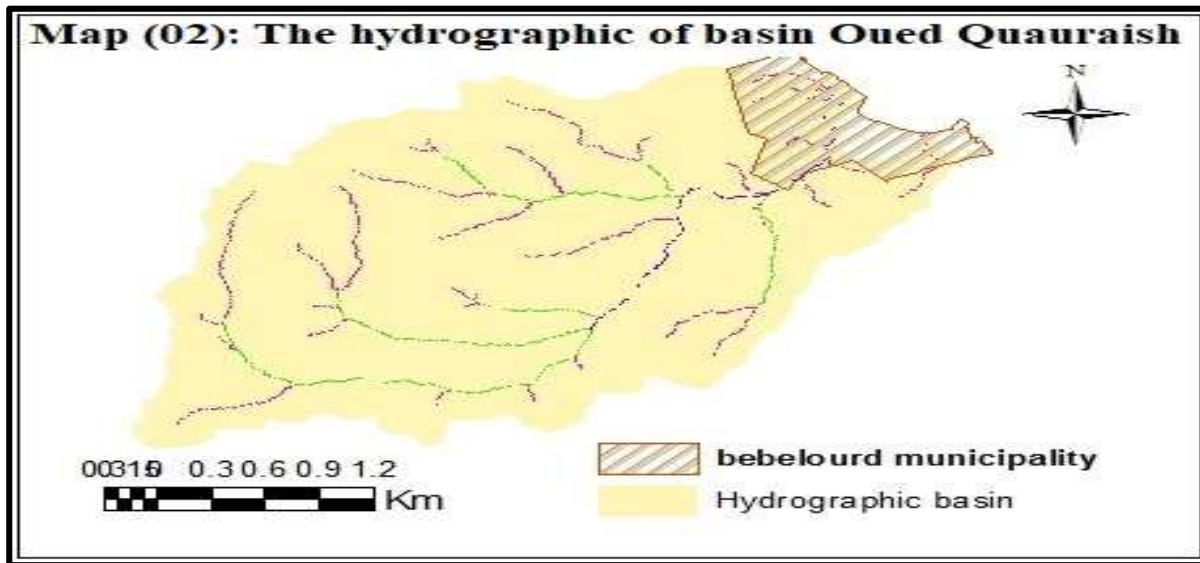 Map (02): The hydrographic of basin Oued Quauraish
N
0.3 0.6 0.9 1.2
Km
bebelourd municipality
Hydrographic basin